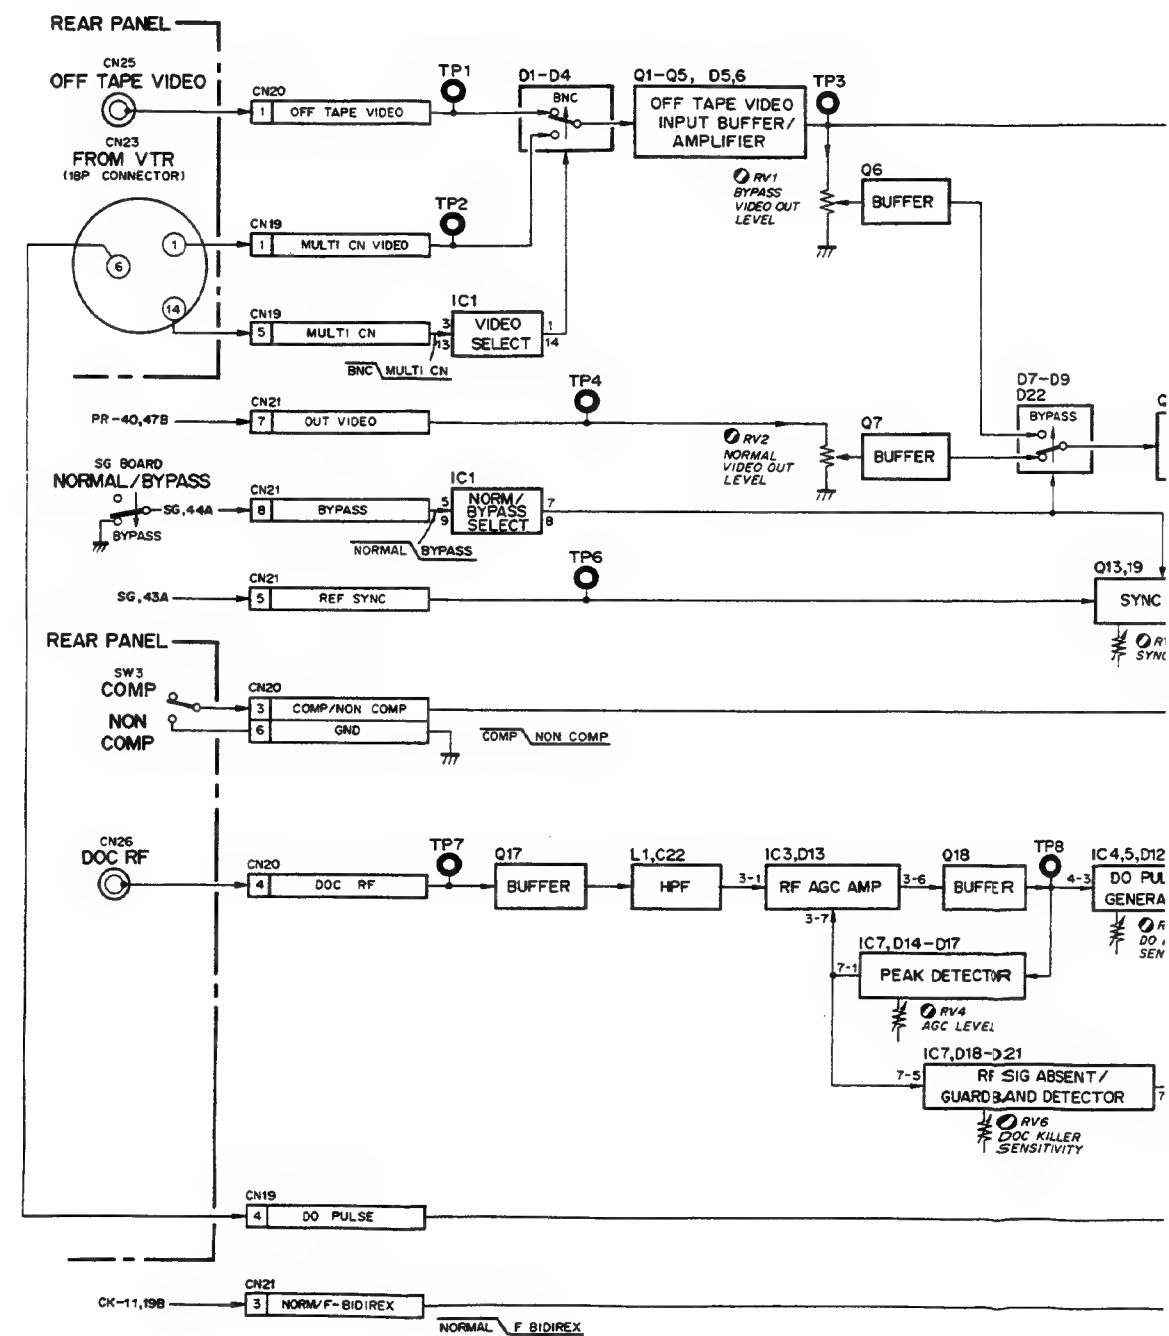 REAR PANEL
CN25
OFF TAPE VIDEO
CN23
FROM VTR
(18P CONNECTOR)
1
6
14
CN20
1 OFF TAPE VIDEO
TP1
D1-D4
BNC
Q1-Q5, D5,6
OFF TAPE VIDEO
INPUT BUFFER/
AMPLIFIER
TP3
RV1
BYPASS
VIDEO OUT
LEVEL
Q6
BUFFER
CN19
1 MULTI CN VIDEO
TP2
CN19
5 MULTI CN
3
13
IC1
VIDEO
SELECT
1
14
BNC MULTI CN
PR-40,47B
CN21
7 OUT VIDEO
TP4
RV2
NORMAL
VIDEO OUT
LEVEL
Q7
BUFFER
D7-D9
D22
BYPASS
SG BOARD
NORMAL/BYPASS
SG,44A
BYPASS
CN21
8 BYPASS
5
9
IC1
NORM/
BYPASS
SELECT
7
8
NORMAL BYPASS
TP6
SG,43A
CN21
5 REF SYNC
Q13,19
SYNC
SYNC
REAR PANEL
SW3
COMP
NON
COMP
CN20
3 COMP/NON COMP
6 GND
COMP NON COMP
CN26
DOC RF
CN20
4 DOC RF
TP7
Q17
BUFFER
L1,C22
HPF
3-1
IC3,D13
RF AGC AMP
3-6
3-7
Q18
BUFFER
TP8
4-3
IC4,5,D12
DO PUL
GENERA
DO
SEN
IC7,D14-D17
7-1
PEAK DETECTOR
RV4
AGC LEVEL
IC7,D18-D21
7-5
RF SIG ABSENT/
GUARDBAND DETECTOR
7
RV6
DOC KILLER
SENSITIVITY
CN19
4 DO PULSE
CK-11,19B
CN21
3 NORM/F-BIDIREX
NORMAL F BIDIREX